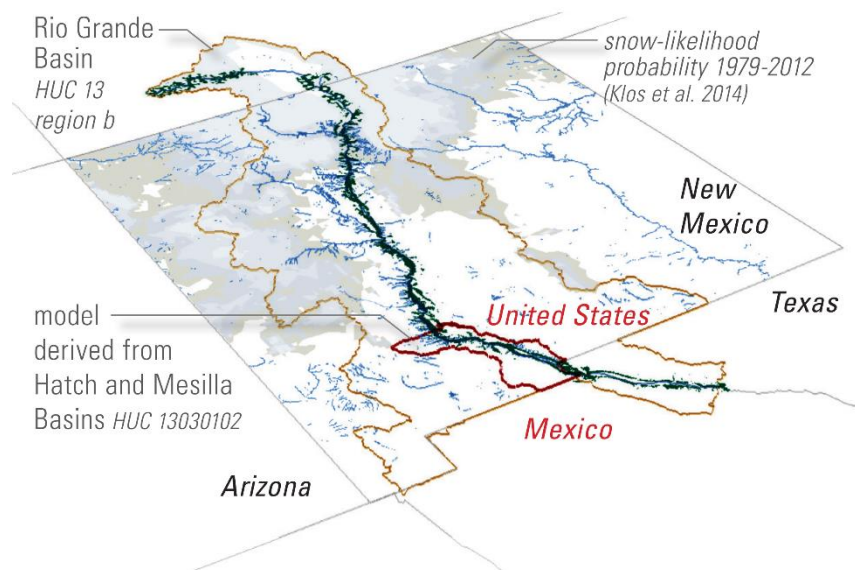 Rio Grande
Basin
HUC 13
region b
snow-likelihood
probability 1979-2012
(Klos et al. 2014)
New
Mexico
Texas
United States
model
derived from
Hatch and Mesilla
Basins HUC 13030102
Mexico
Arizona